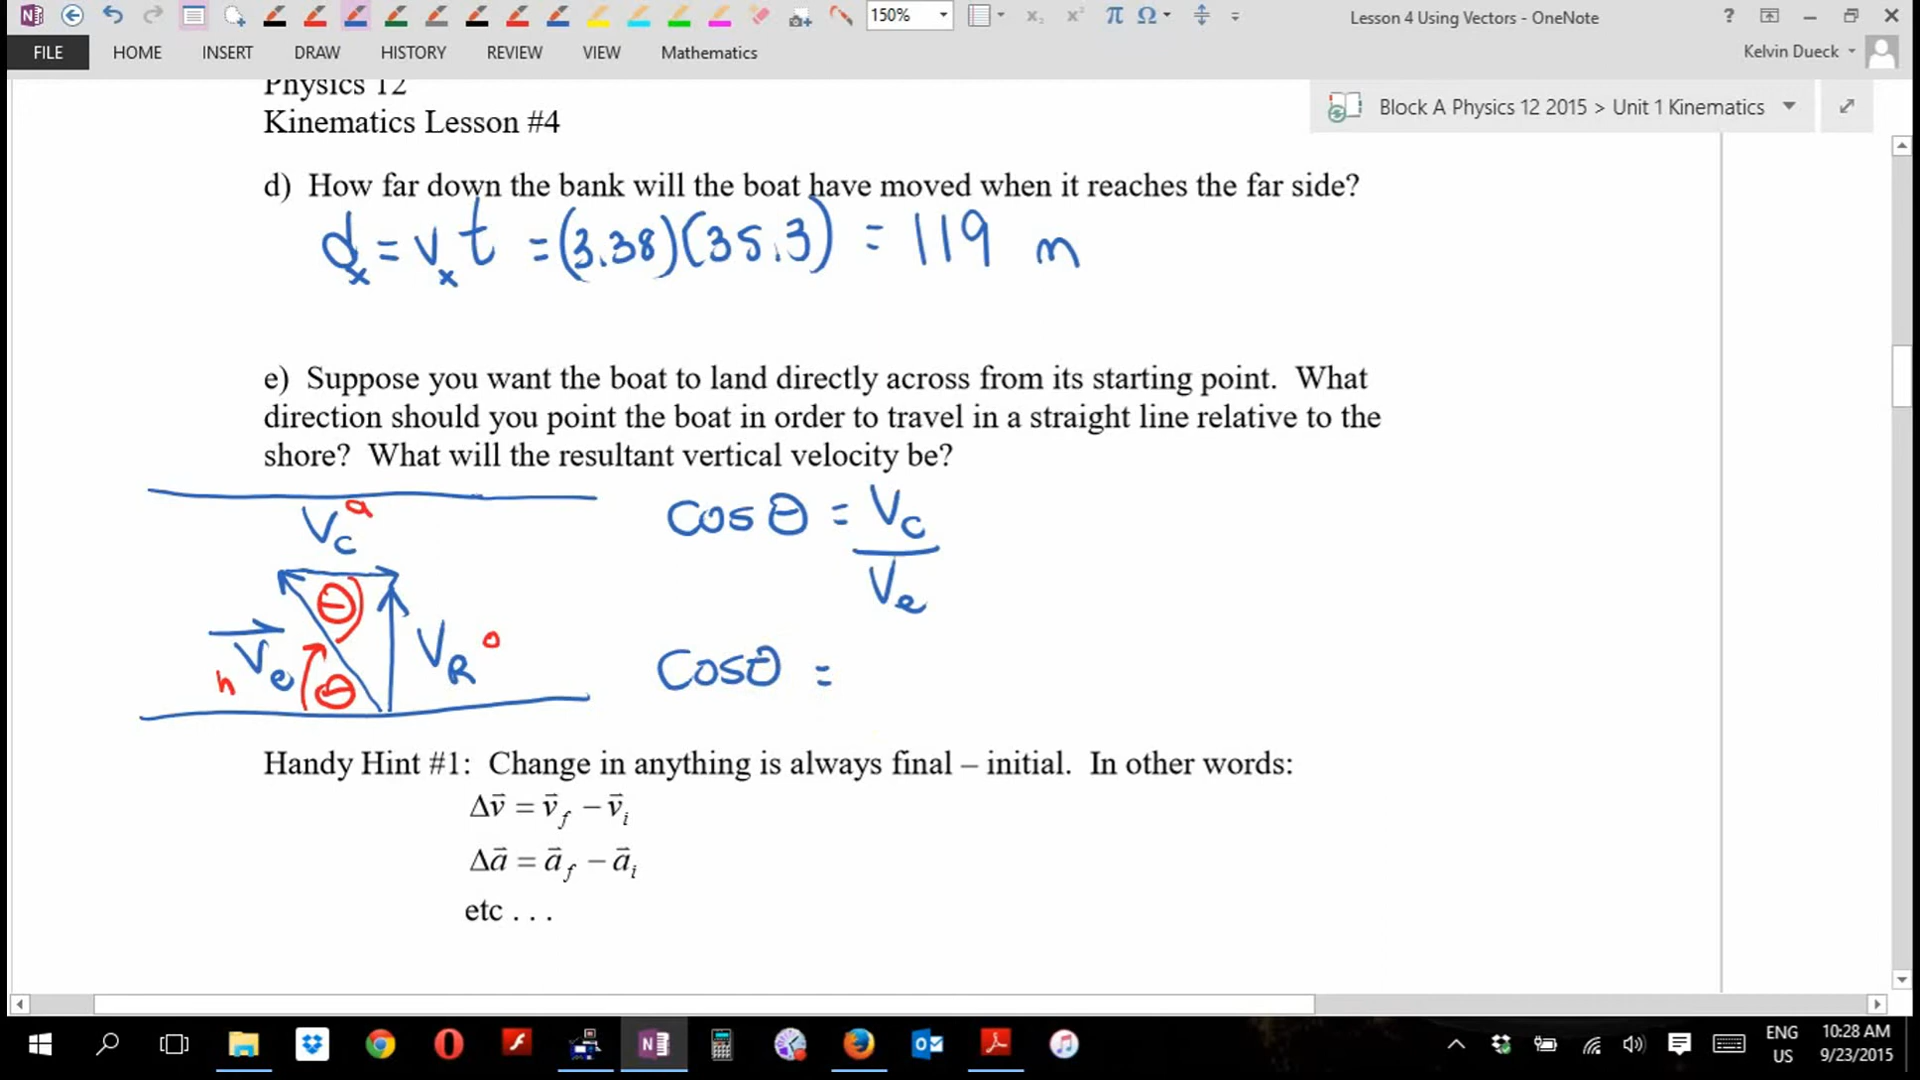 150%
Lesson 4 Using Vectors - OneNote
?
FILE HOME INSERT DRAW HISTORY REVIEW VIEW Mathematics
Kelvin Dueck
Block A Physics 12 2015 > Unit 1 Kinematics
Physics 12
Kinematics Lesson #4
d) How far down the bank will the boat have moved when it reaches the far side?
dx = vx t = (3.38)(35.3) = 119 m
e) Suppose you want the boat to land directly across from its starting point. What
direction should you point the boat in order to travel in a straight line relative to the
shore? What will the resultant vertical velocity be?
Vc a
θ
Ve h
θ
VR o
cos θ = Vc / Ve
cosθ =
Handy Hint #1: Change in anything is always final – initial. In other words:
Δv⃗ = v⃗f − v⃗i
Δa⃗ = a⃗f − a⃗i
etc . . .
ENG
US
10:28 AM
9/23/2015